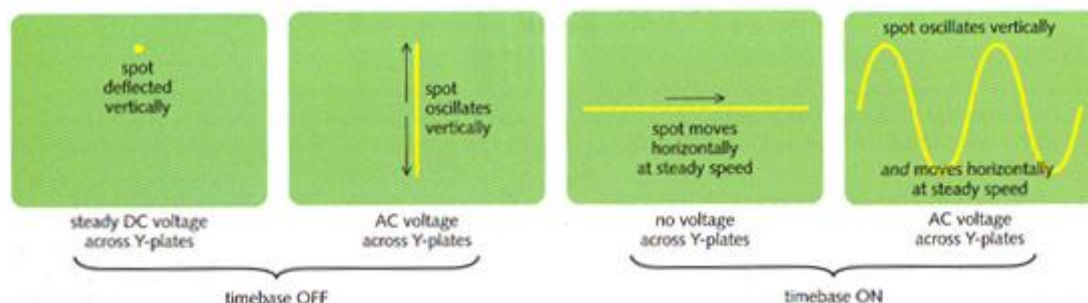 spot
deflected
vertically
spot
oscillates
vertically
spot moves
horizontally
at steady speed
spot oscillates vertically
and moves horizontally
at steady speed
steady DC voltage
across Y-plates
AC voltage
across Y-plates
no voltage
across Y-plates
AC voltage
across Y-plates
timebase OFF
timebase ON